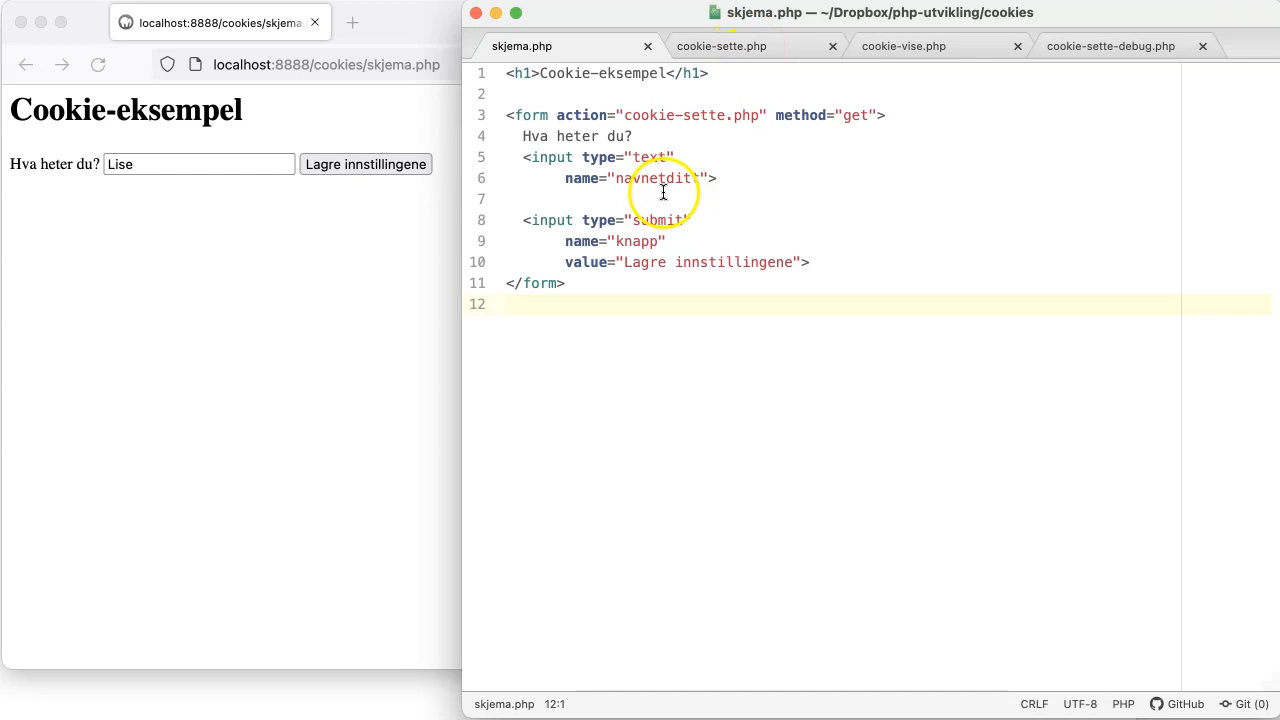 localhost:8888/cookies/skjema.
localhost:8888/cookies/skjema.php
Cookie-eksempel
Hva heter du? Lise Lagre innstillingene
skjema.php — ~/Dropbox/php-utvikling/cookies
skjema.php cookie-sette.php cookie-vise.php cookie-sette-debug.php
1 <h1>Cookie-eksempel</h1>
2
3 <form action="cookie-sette.php" method="get">
4 Hva heter du?
5 <input type="text"
6 name="navnetditt">
7
8 <input type="submit"
9 name="knapp"
10 value="Lagre innstillingene">
11 </form>
12
skjema.php 12:1 CRLF UTF-8 PHP GitHub Git (0)